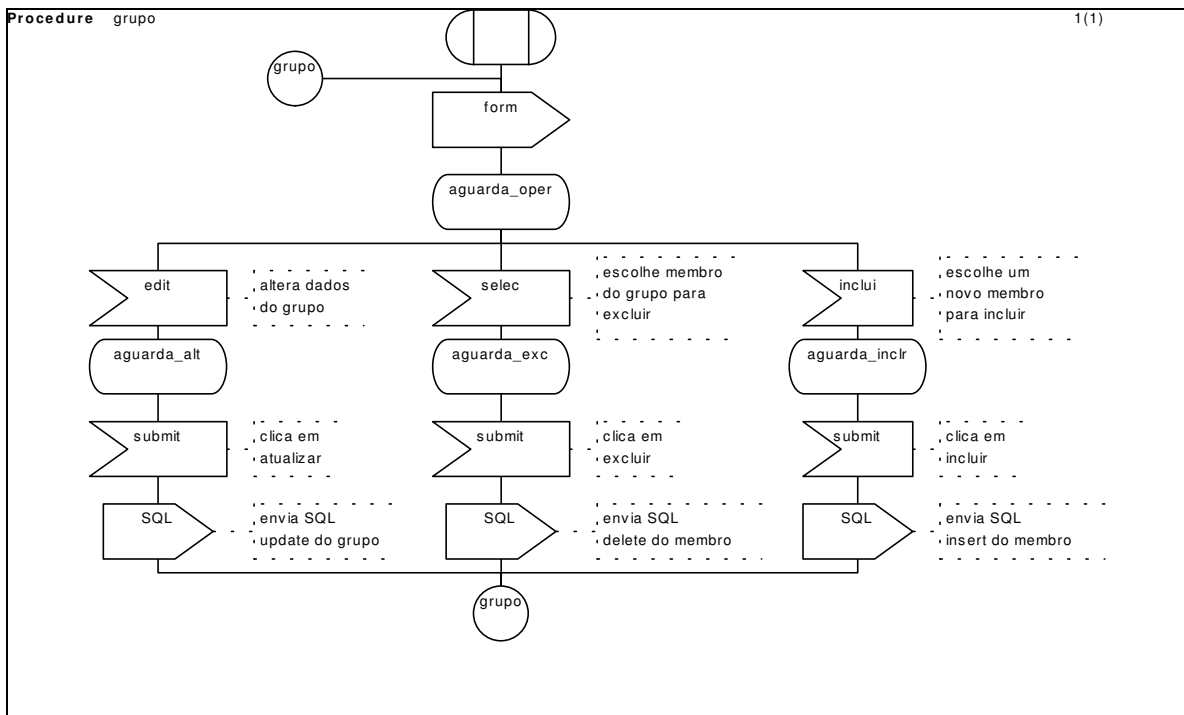 Procedure grupo
1(1)
grupo
form
aguarda_oper
edit
altera dados
do grupo
selec
escolhe membro
do grupo para
excluir
inclui
escolhe um
novo membro
para incluir
aguarda_alt
aguarda_exc
aguarda_inclr
submit
clica em
atualizar
submit
clica em
excluir
submit
clica em
incluir
SQL
envia SQL
update do grupo
SQL
envia SQL
delete do membro
SQL
envia SQL
insert do membro
grupo